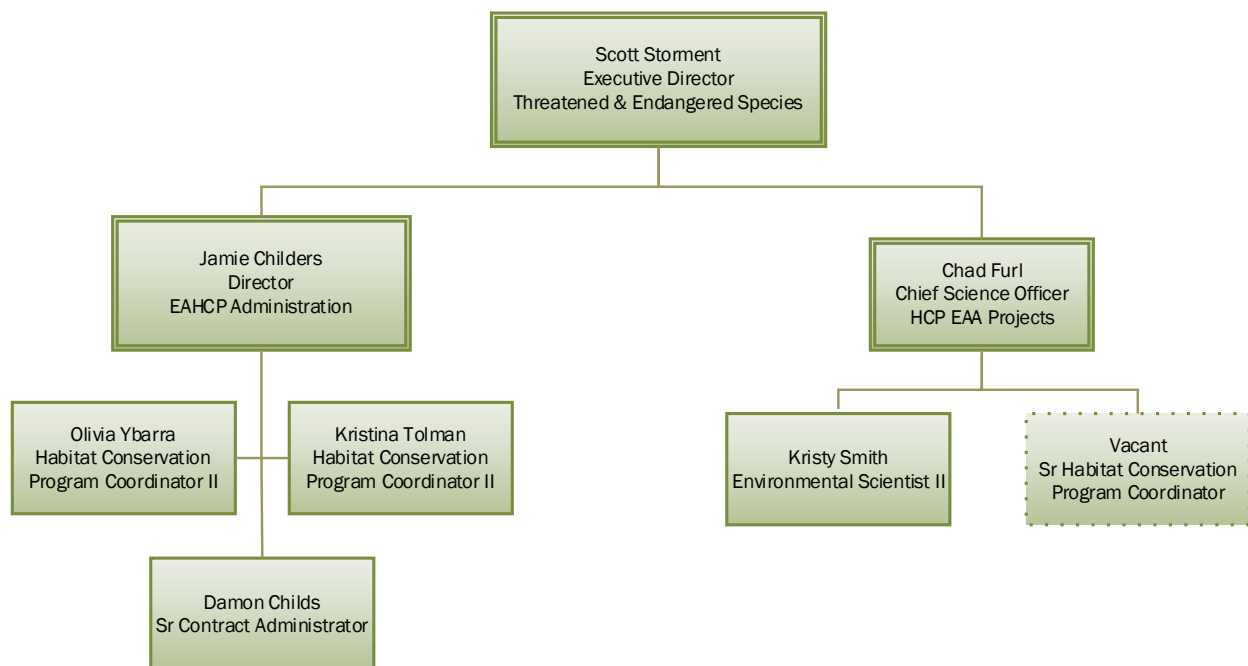 Scott Storment
Executive Director
Threatened & Endangered Species
Jamie Childers
Director
EAHCP Administration
Chad Furl
Chief Science Officer
HCP EAA Projects
Olivia Ybarra
Habitat Conservation
Program Coordinator II
Kristina Tolman
Habitat Conservation
Program Coordinator II
Kristy Smith
Environmental Scientist II
Vacant
Sr Habitat Conservation
Program Coordinator
Damon Childs
Sr Contract Administrator